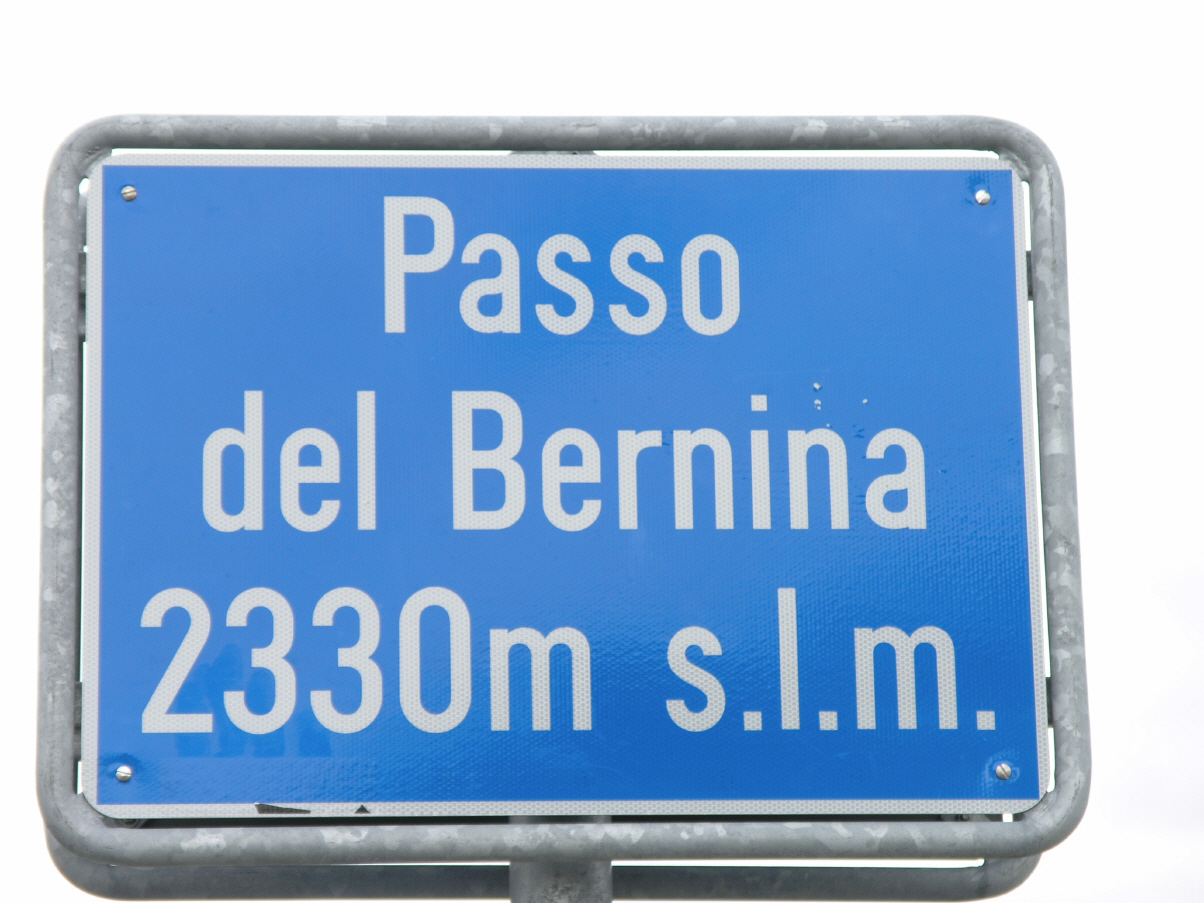 Passo
del Bernina
2330m s.l.m.